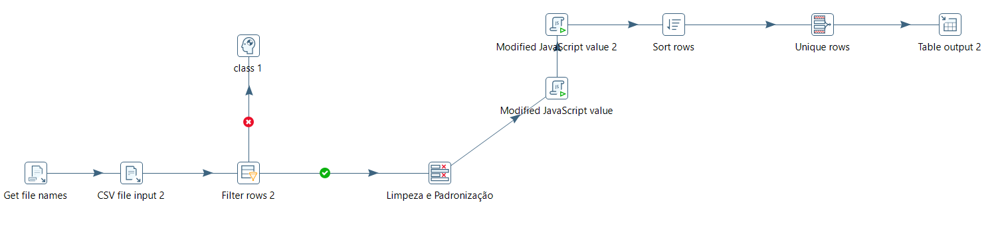 Modified JavaScript value 2
Sort rows
Unique rows
Table output 2
class 1
Modified JavaScript value
Get file names
CSV file input 2
Filter rows 2
Limpeza e Padronização